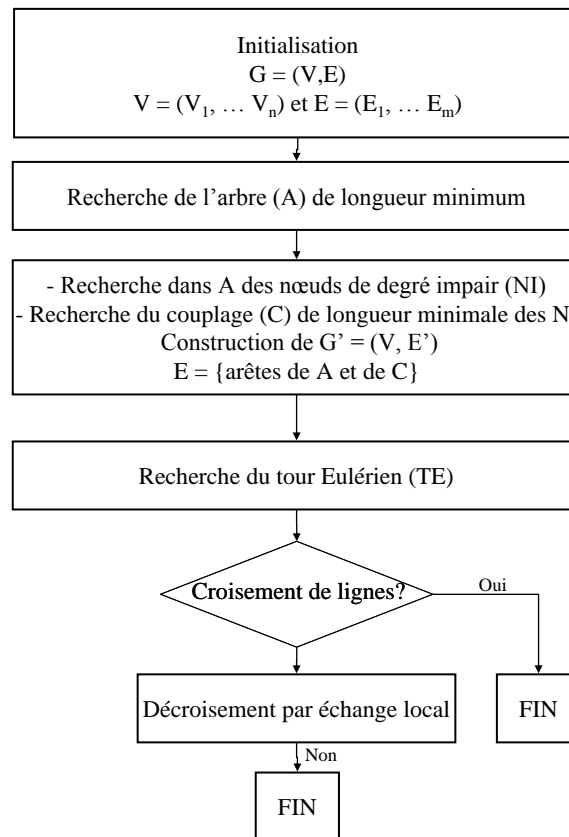 Initialisation
G = (V,E)
V = (V1, … Vn) et E = (E1, … Em)
Recherche de l’arbre (A) de longueur minimum
- Recherche dans A des nœuds de degré impair (NI)
- Recherche du couplage (C) de longueur minimale des N
Construction de G’ = (V, E’)
E = {arêtes de A et de C}
Recherche du tour Eulérien (TE)
Croisement de lignes?
Oui
Décroisement par échange local
FIN
Non
FIN